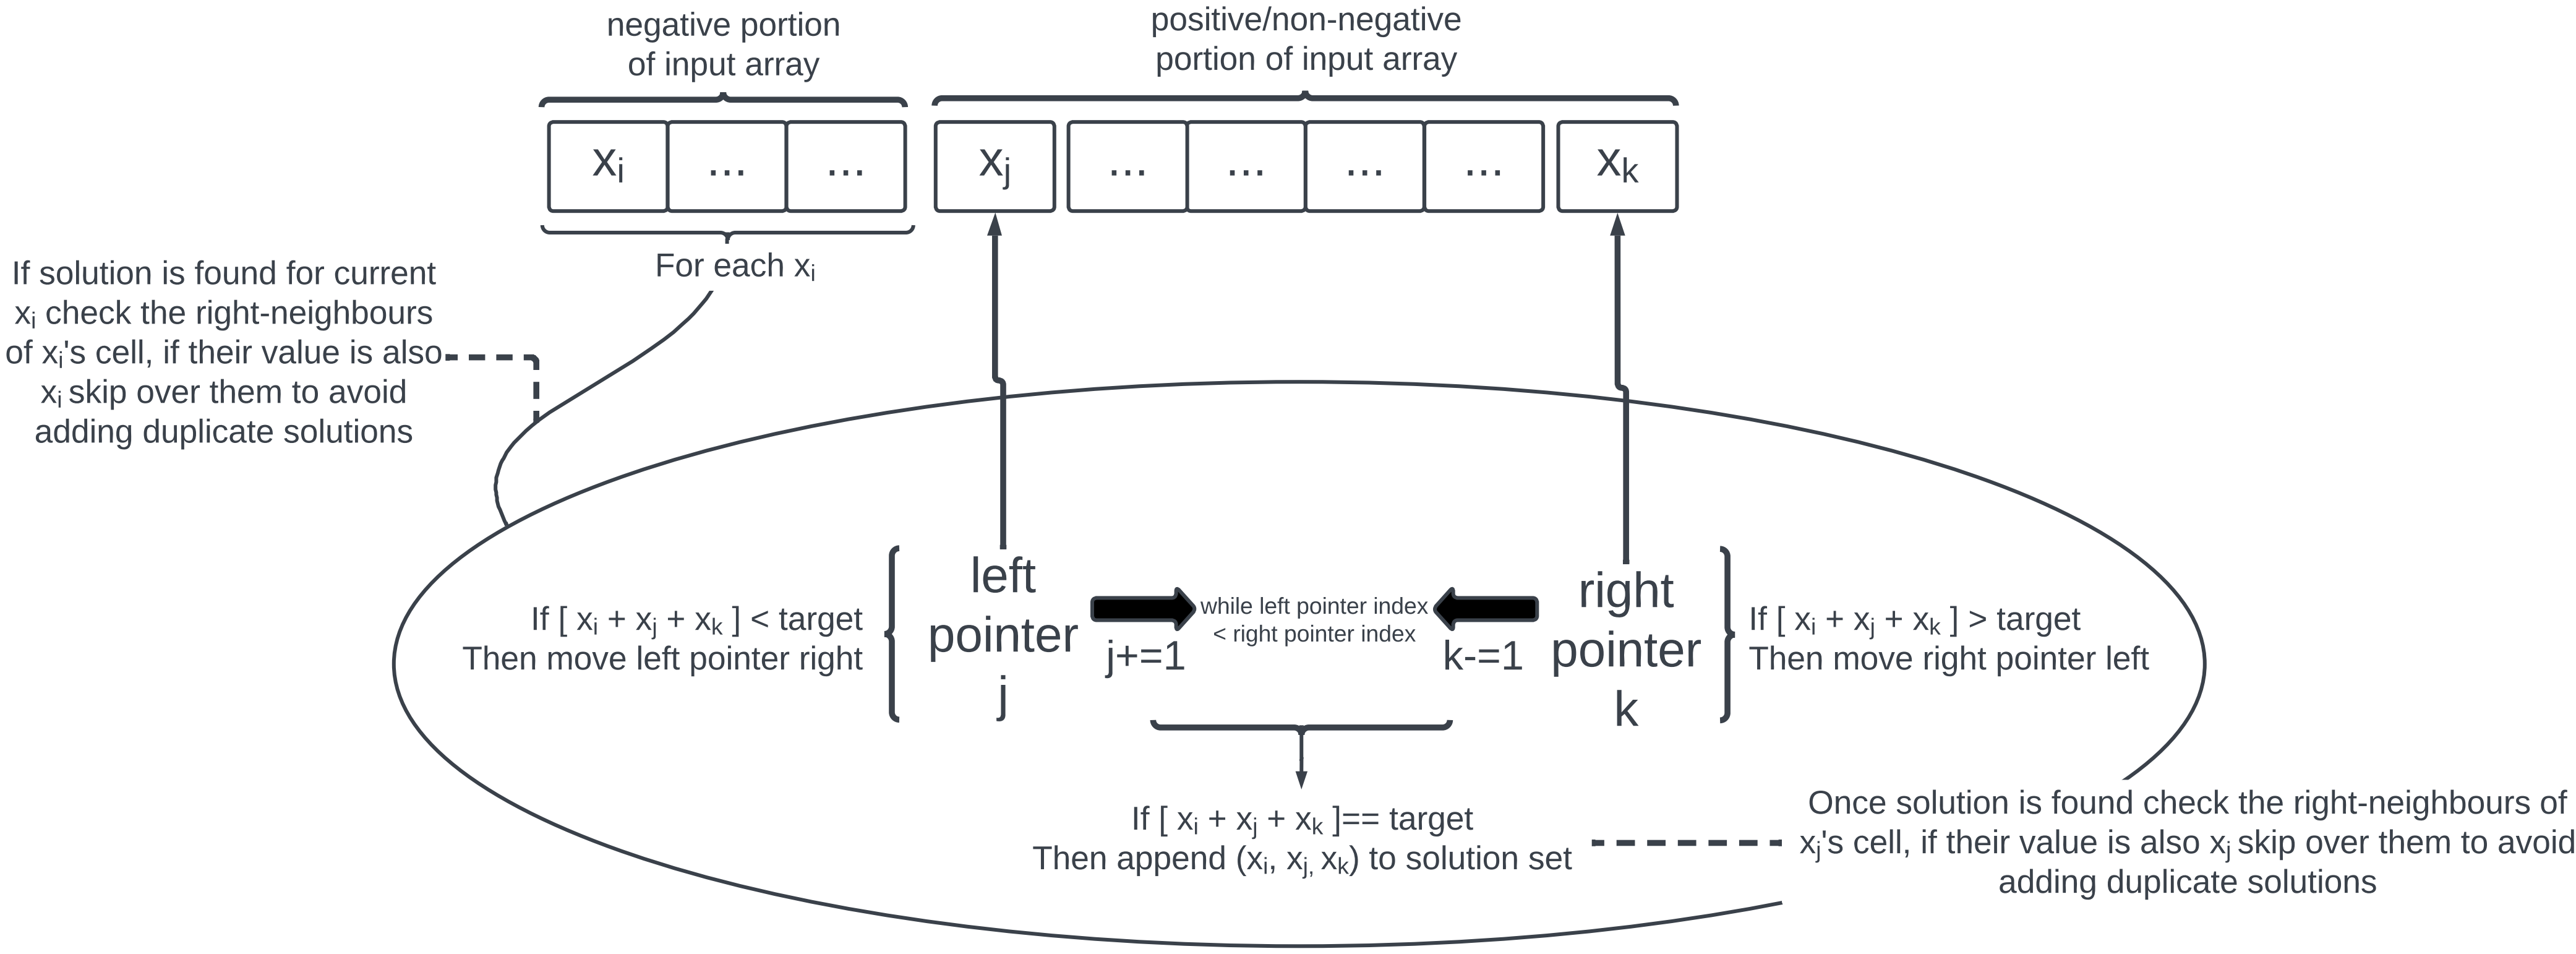 negative portion
of input array
positive/non-negative
portion of input array
xi
...
...
xj
...
...
...
...
xk
For each xi
If solution is found for current
xi check the right-neighbours
of xi's cell, if their value is also
xi skip over them to avoid
adding duplicate solutions
If [ xi + xj + xk ] < target
Then move left pointer right
left
pointer
j
j+=1
while left pointer index
< right pointer index
k-=1
right
pointer
k
If [ xi + xj + xk ] > target
Then move right pointer left
If [ xi + xj + xk ]== target
Then append (xi, xj, xk) to solution set
Once solution is found check the right-neighbours of
xj's cell, if their value is also xj skip over them to avoid
adding duplicate solutions